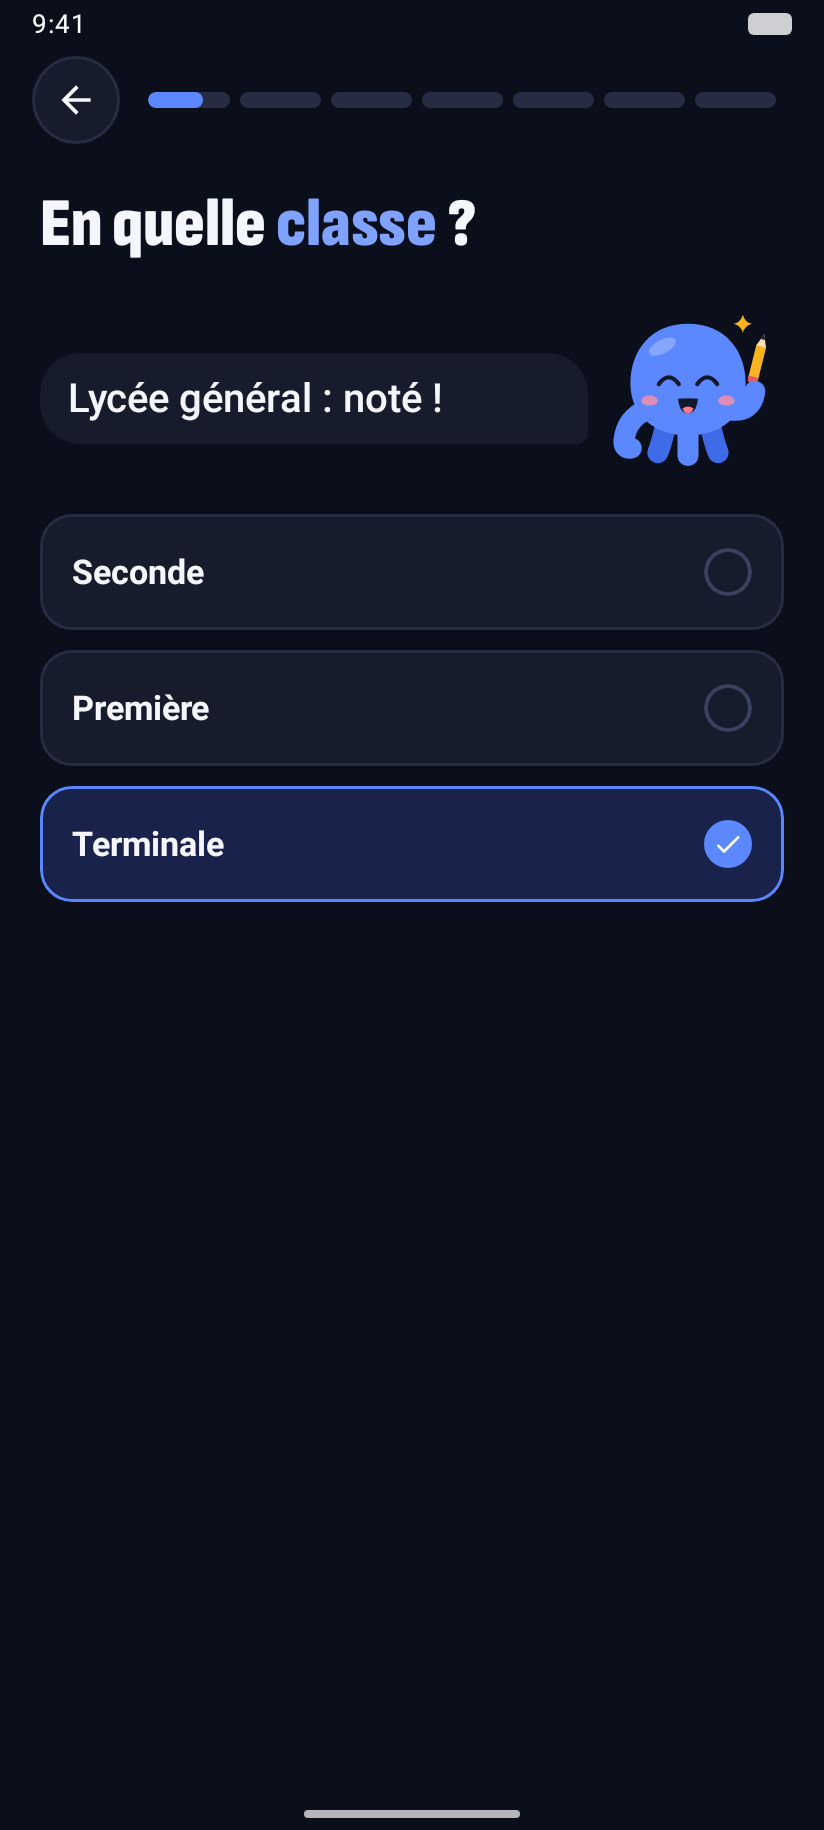 9:41
En quelle classe ?
Lycée général : noté !
Seconde
Première
Terminale